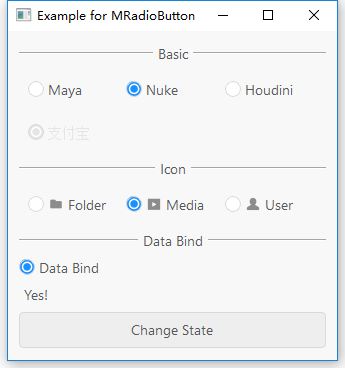 Example for MRadioButton
Basic
Maya Nuke Houdini
支付宝
Icon
Folder Media User
Data Bind
Data Bind
Yes!
Change State